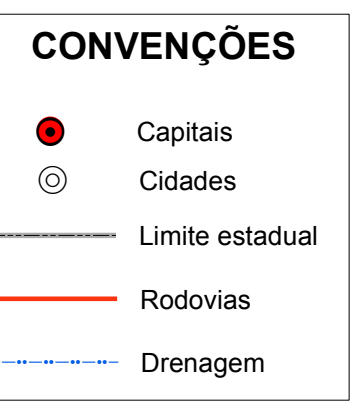 CONVENÇÕES
Capitais
Cidades
Limite estadual
Rodovias
Drenagem